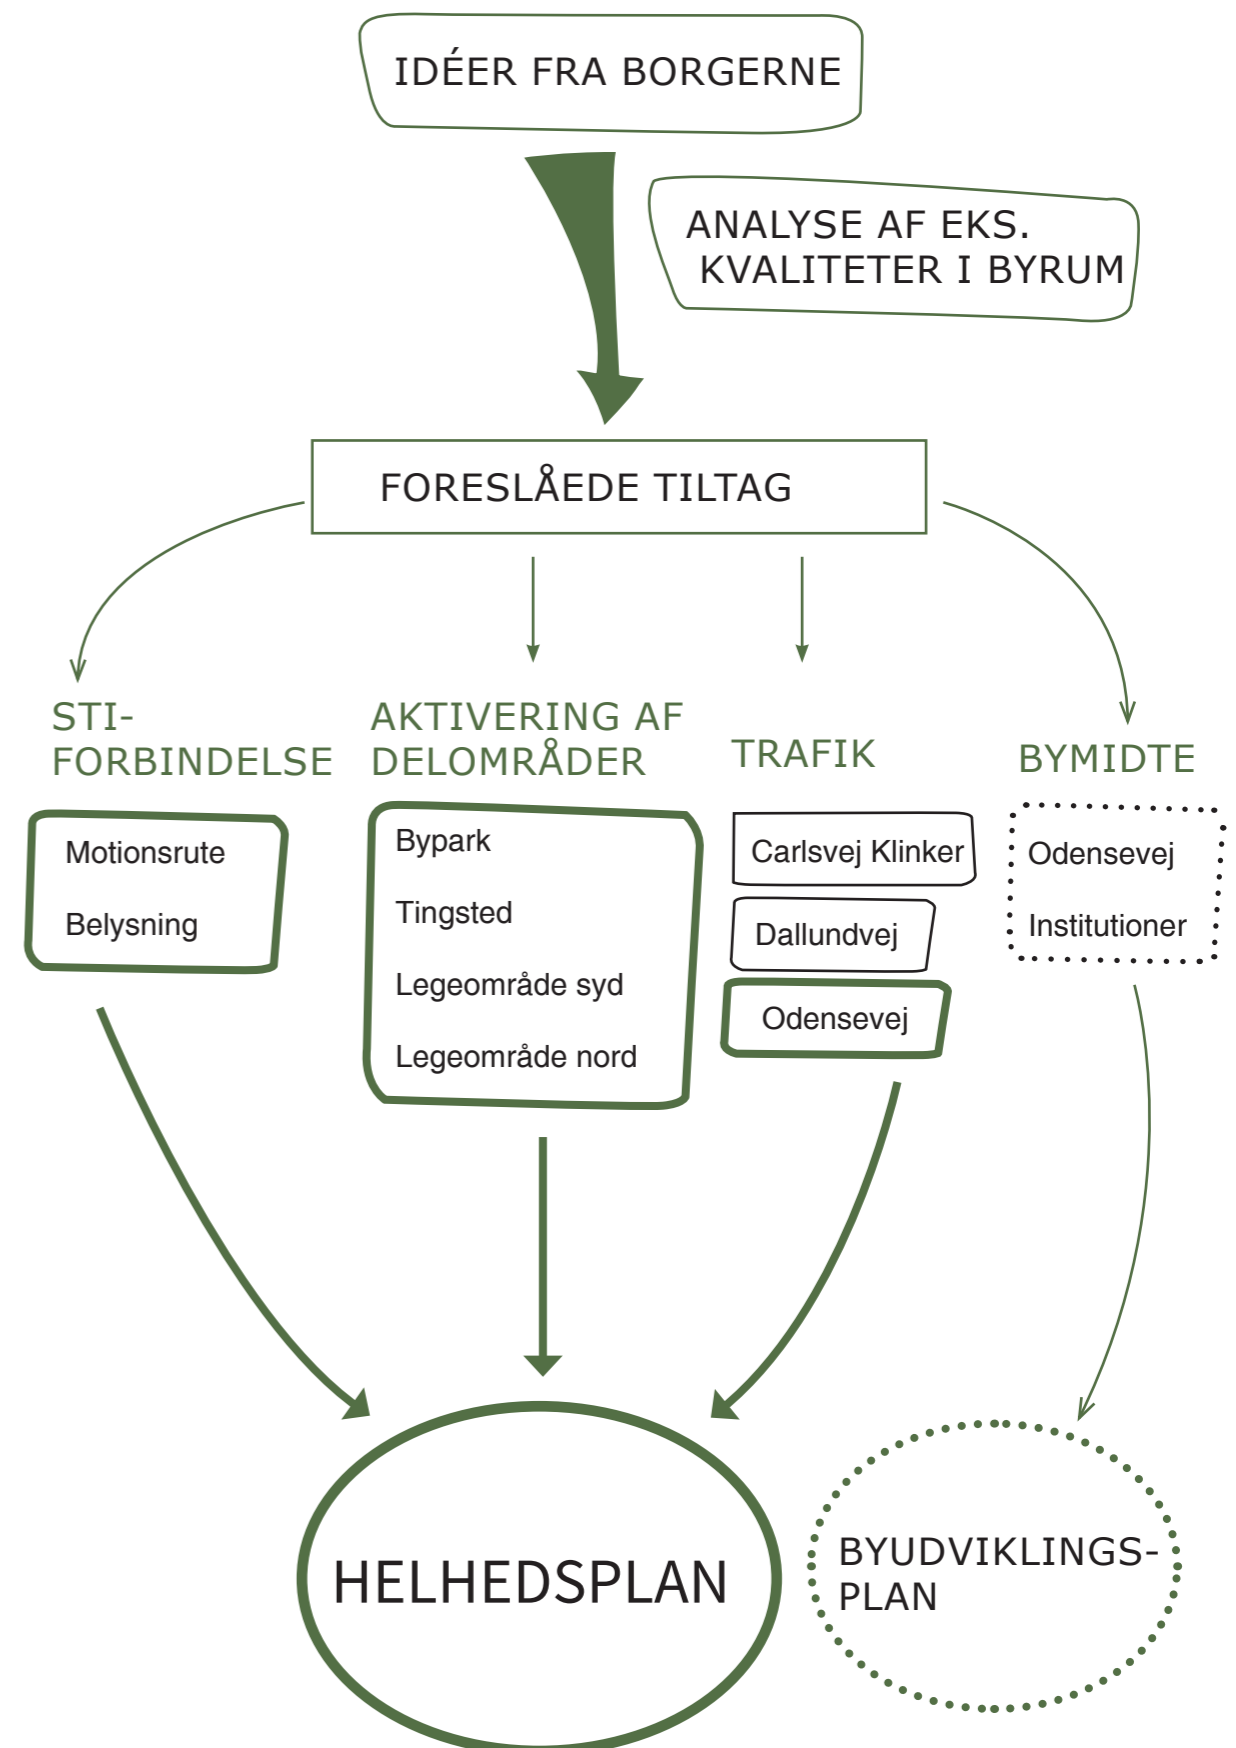 IDÉER FRA BORGERNE
ANALYSE AF EKS.
KVALITETER I BYRUM
FORESLÅEDE TILTAG
STI-
FORBINDELSE
Motionsrute
Belysning
AKTIVERING AF
DELOMRÅDER
Bypark
Tingsted
Legeområde syd
Legeområde nord
TRAFIK
Carlsvej Klinker
Dallundvej
Odensevej
BYMIDTE
Odensevej
Institutioner
HELHEDSPLAN
BYUDVIKLINGS-
PLAN